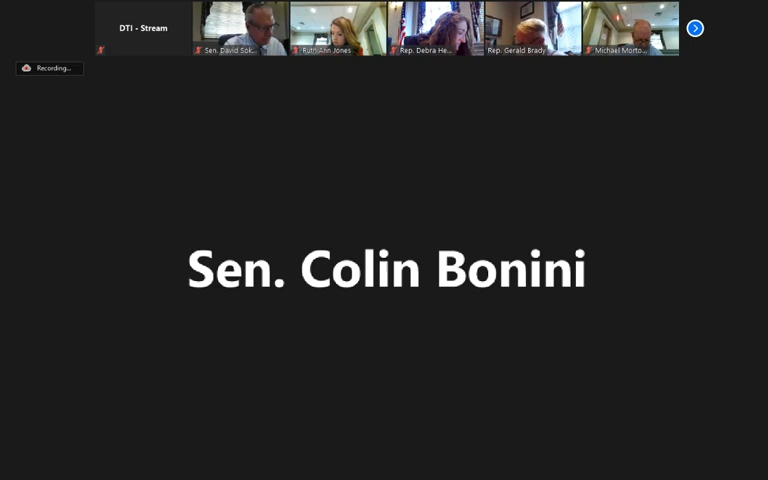 DTI - Stream
Sen. David Sok...
Ruth Ann Jones
Rep. Debra He...
Rep. Gerald Brady
Michael Morto...
Recording...
Sen. Colin Bonini